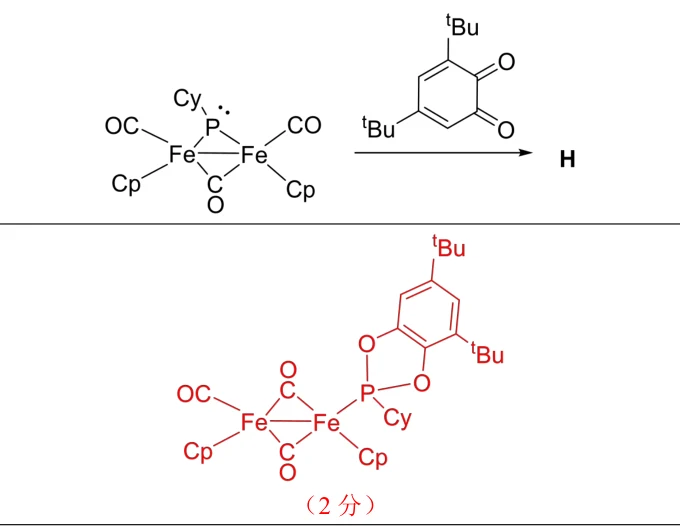 tBu
O
Cy
OC P CO
tBu O
Fe Fe H
Cp C Cp
O
tBu
O
tBu
O O
OC C P
Cy
Fe Fe
Cp C Cp
O
(2 分)